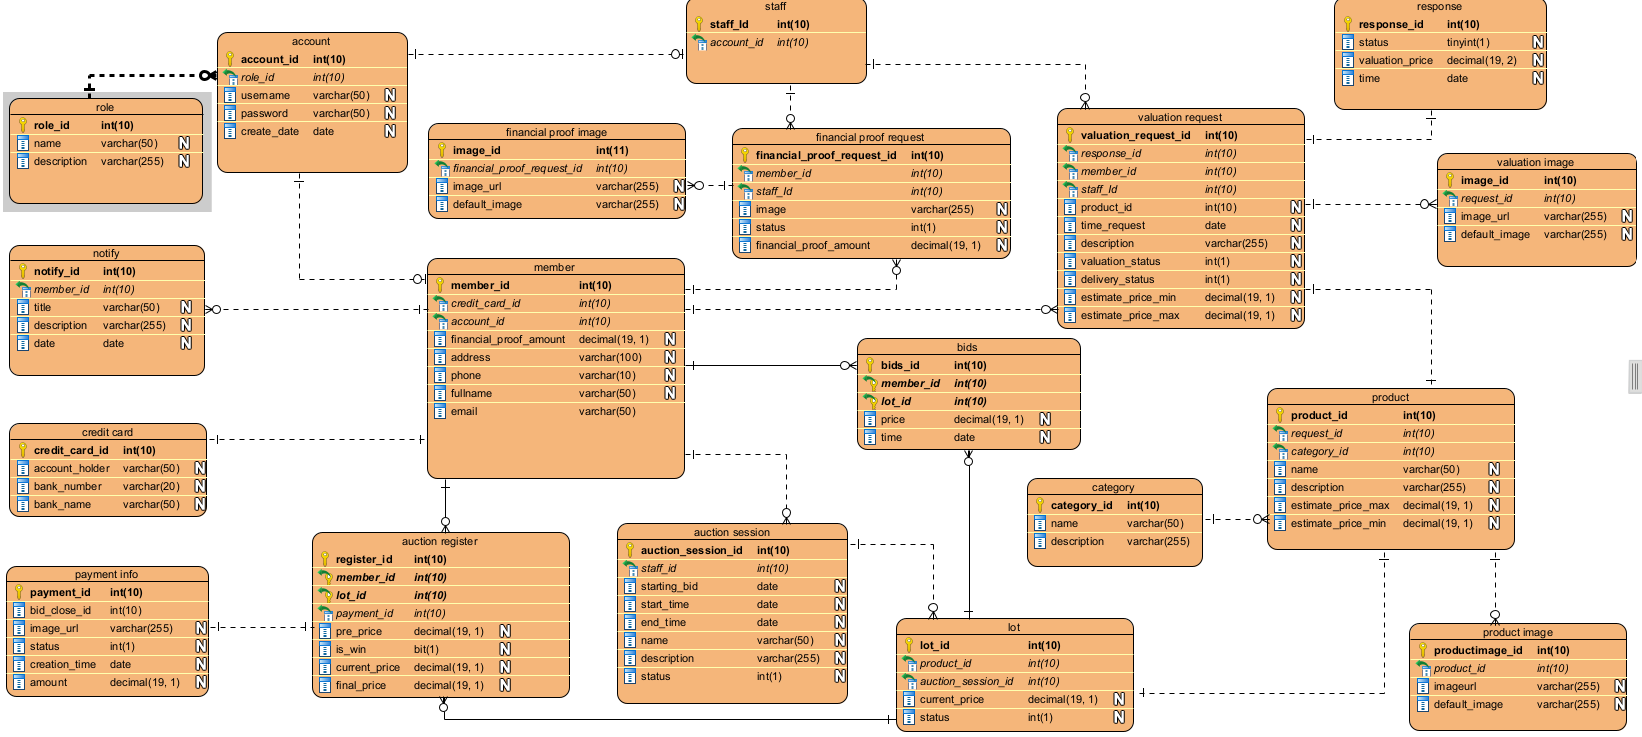 staff
staff_Id int(10)
account_id int(10)
response
response_id int(10)
status tinyint(1) N
valuation_price decimal(19, 2) N
time date N
account
account_id int(10)
role_id int(10)
username varchar(50) N
password varchar(50) N
create_date date N
role
role_id int(10)
name varchar(50) N
description varchar(255) N
financial proof image
image_id int(11)
financial_proof_request_id int(10)
image_url varchar(255) N
default_image varchar(255) N
financial proof request
financial_proof_request_id int(10)
member_id int(10)
staff_Id int(10)
image varchar(255) N
status int(1) N
financial_proof_amount decimal(19, 1) N
valuation request
valuation_request_id int(10)
response_id int(10)
member_id int(10)
staff_Id int(10)
product_id int(10) N
time_request date N
description varchar(255) N
valuation_status int(1) N
delivery_status int(1) N
estimate_price_min decimal(19, 1) N
estimate_price_max decimal(19, 1) N
valuation image
image_id int(10)
request_id int(10)
image_url varchar(255) N
default_image varchar(255) N
notify
notify_id int(10)
member_id int(10)
title varchar(50) N
description varchar(255) N
date date N
member
member_id int(10)
credit_card_id int(10)
account_id int(10)
financial_proof_amount decimal(19, 1) N
address varchar(100) N
phone varchar(10) N
fullname varchar(50) N
email varchar(50)
bids
bids_id int(10)
member_id int(10)
lot_id int(10)
price decimal(19, 1) N
time date N
product
product_id int(10)
request_id int(10)
category_id int(10)
name varchar(50) N
description varchar(255) N
estimate_price_max decimal(19, 1) N
estimate_price_min decimal(19, 1) N
credit card
credit_card_id int(10)
account_holder varchar(50) N
bank_number varchar(20) N
bank_name varchar(50) N
category
category_id int(10)
name varchar(50)
description varchar(255)
auction register
register_id int(10)
member_id int(10)
lot_id int(10)
payment_id int(10)
pre_price decimal(19, 1) N
is_win bit(1) N
current_price decimal(19, 1) N
final_price decimal(19, 1) N
auction session
auction_session_id int(10)
staff_id int(10)
starting_bid date N
start_time date N
end_time date N
name varchar(50) N
description varchar(255) N
status int(1) N
payment info
payment_id int(10)
bid_close_id int(10)
image_url varchar(255) N
status int(1) N
creation_time date N
amount decimal(19, 1) N
lot
lot_id int(10)
product_id int(10)
auction_session_id int(10)
current_price decimal(19, 1) N
status int(1) N
product image
productimage_id int(10)
product_id int(10)
imageurl varchar(255) N
default_image varchar(255) N